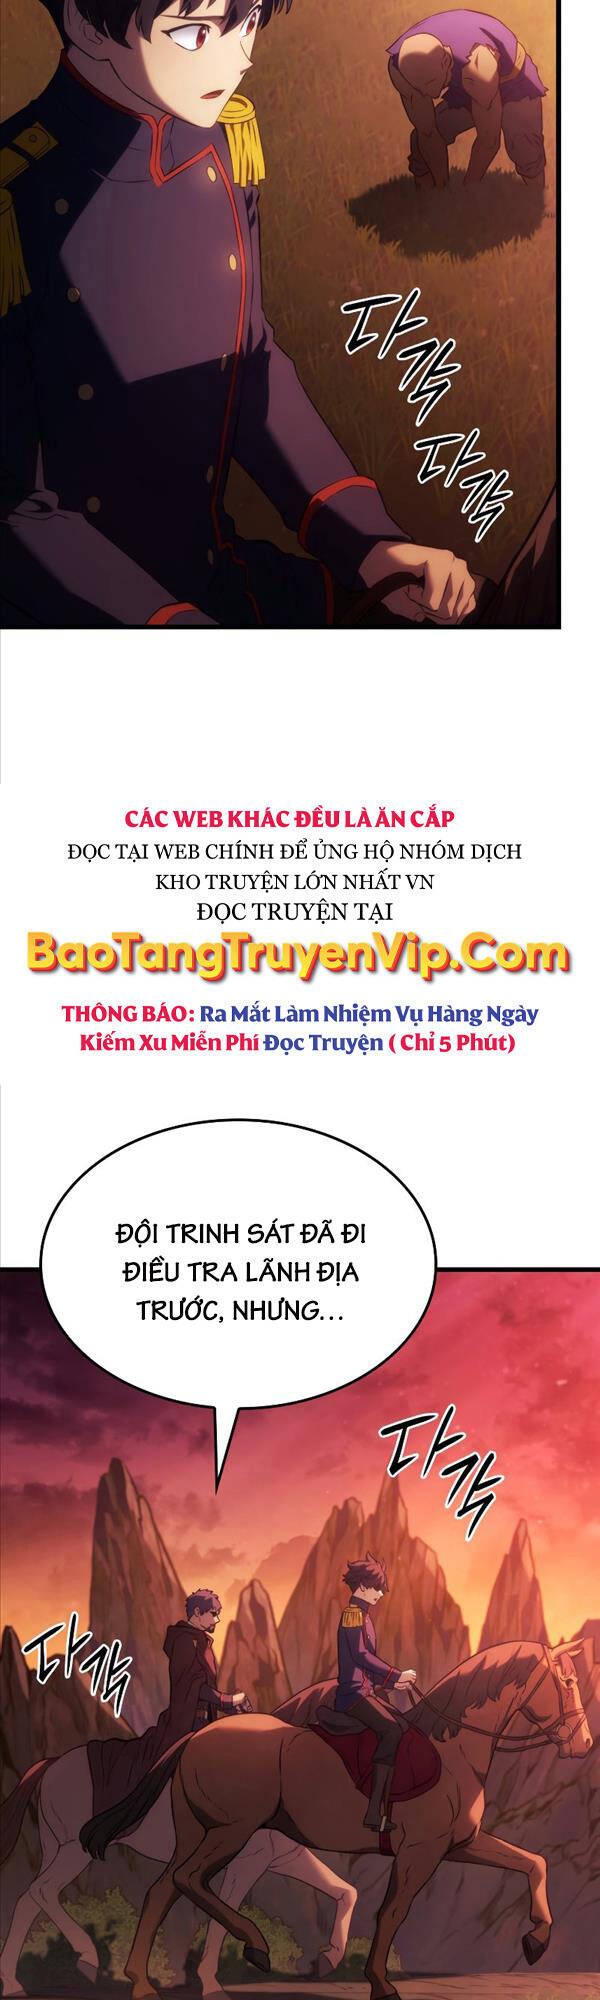 다각
다각
CÁC WEB KHÁC ĐỀU LÀ ĂN CẮP
ĐỌC TẠI WEB CHÍNH ĐỂ ỦNG HỘ NHÓM DỊCH
KHO TRUYỆN LỚN NHẤT VN
ĐỌC TRUYỆN TẠI
BaoTangTruyenVip.Com
THÔNG BÁO: Ra Mắt Làm Nhiệm Vụ Hàng Ngày
Kiếm Xu Miễn Phí Đọc Truyện ( Chỉ 5 Phút)
ĐỘI TRINH SÁT ĐÃ ĐI
ĐIỀU TRA LÃNH ĐỊA
TRƯỚC, NHƯNG...
다각
다각